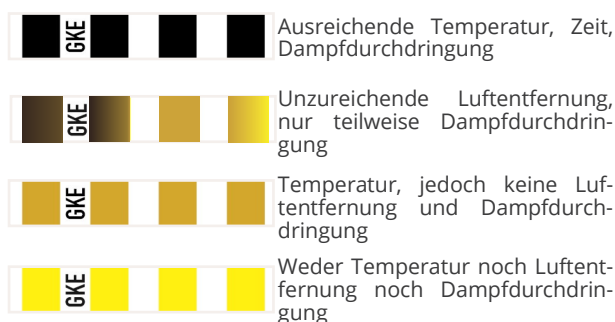 GKE
Ausreichende Temperatur, Zeit,
Dampfdurchdringung
GKE
Unzureichende Luftentfernung,
nur teilweise Dampfdurchdrin-
gung
GKE
Temperatur, jedoch keine Luf-
tentfernung und Dampfdurch-
dringung
GKE
Weder Temperatur noch Luftent-
fernung noch Dampfdurchdrin-
gung